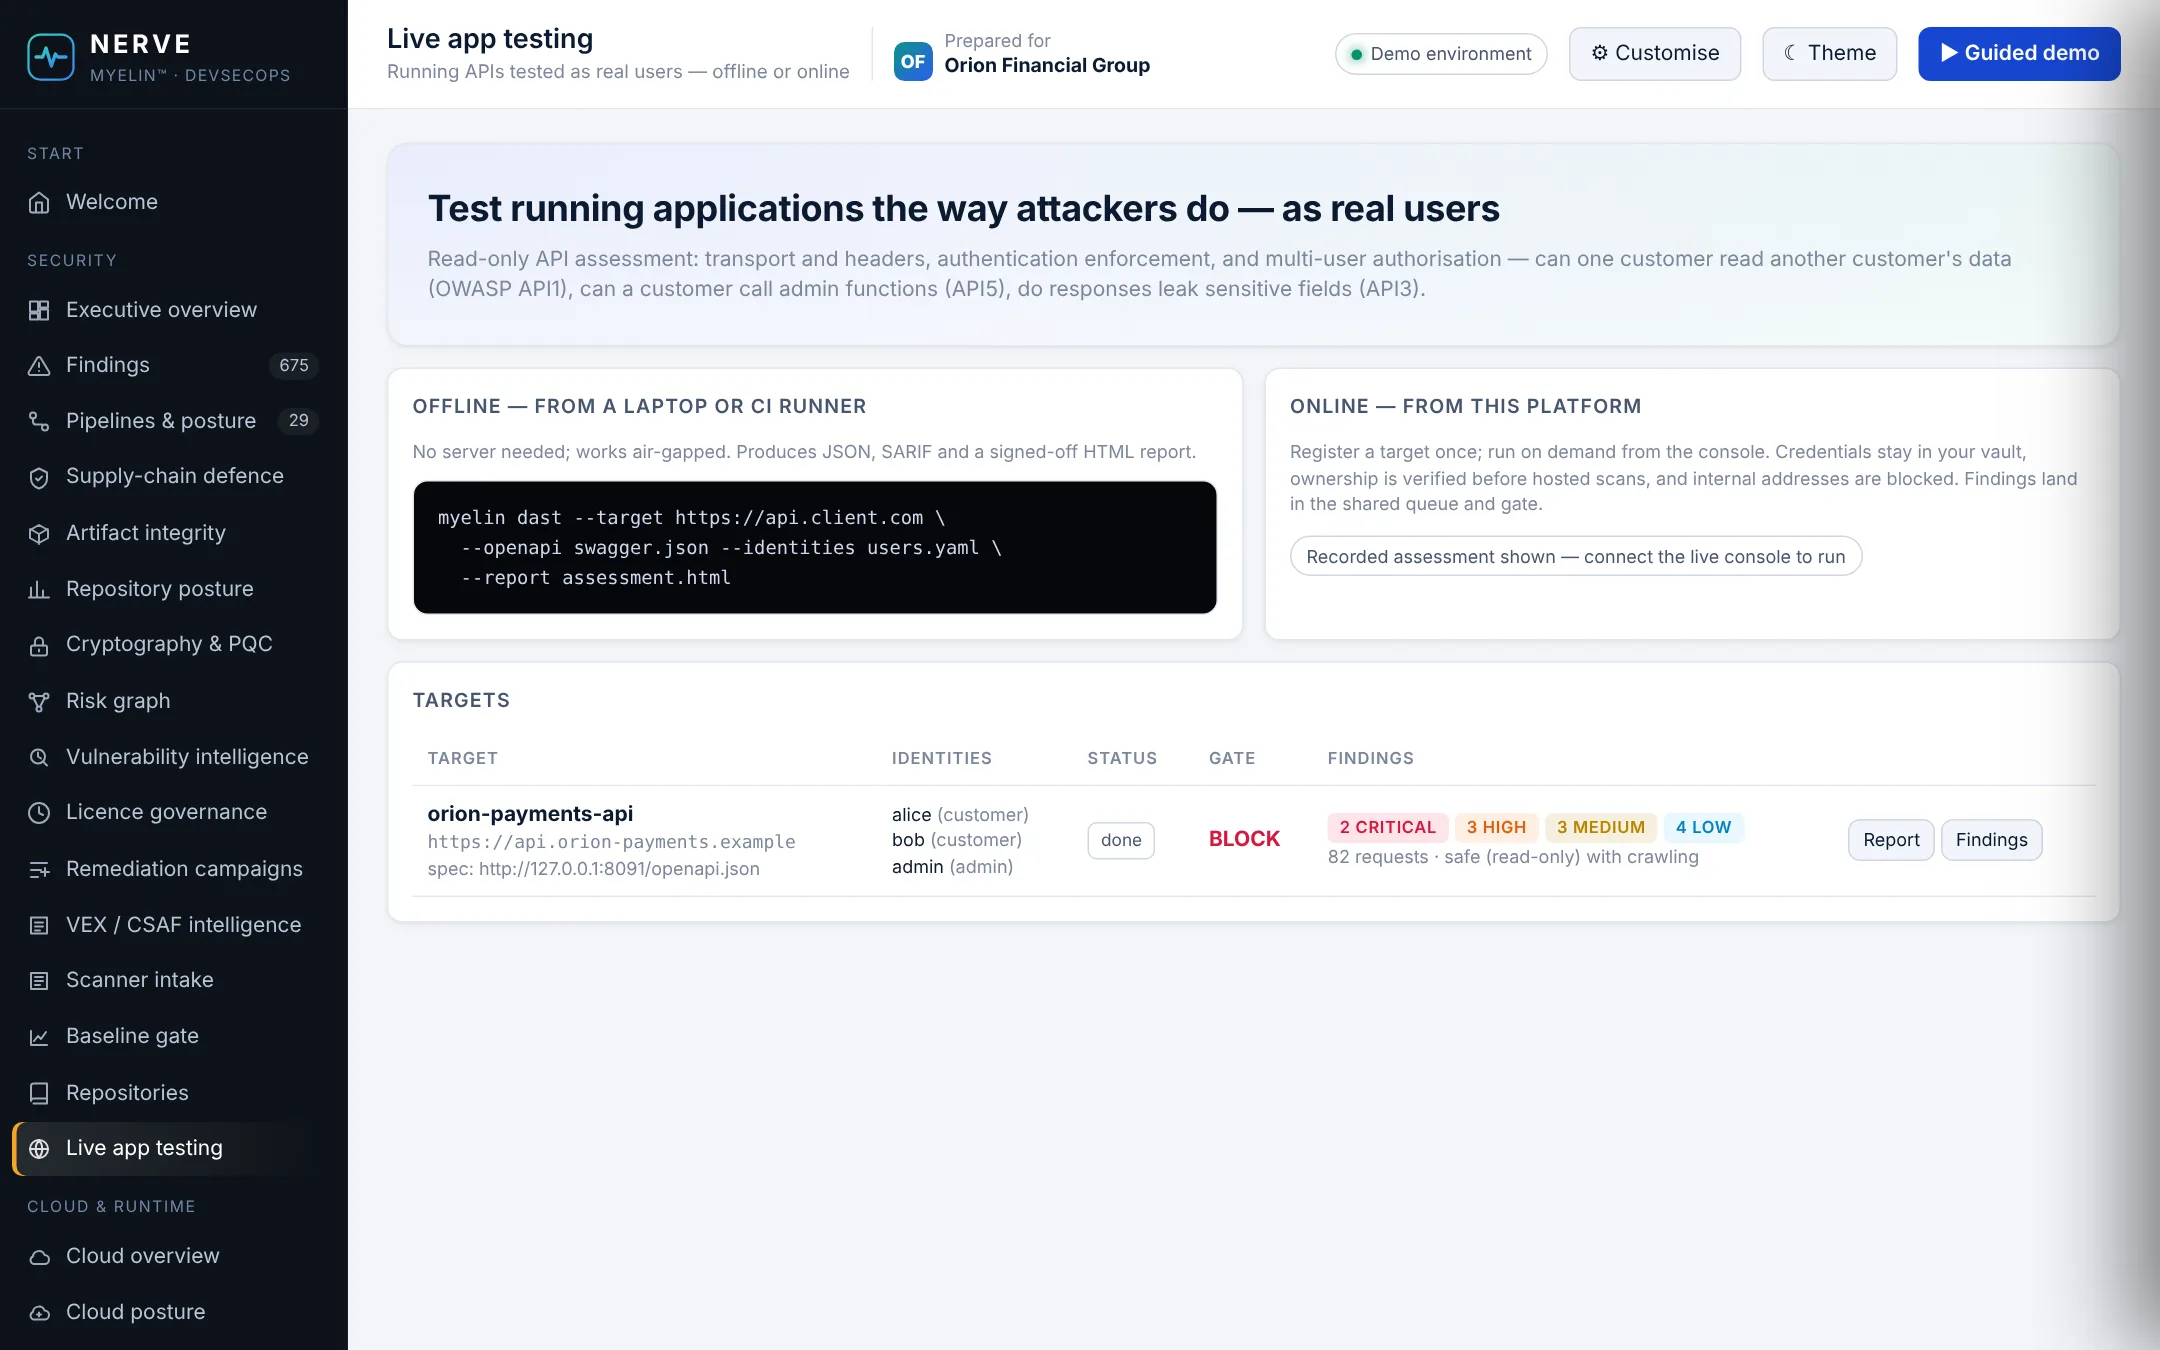 NERVE
MYELIN™ · DEVSECOPS
START
Welcome
SECURITY
Executive overview
Findings 675
Pipelines & posture 29
Supply-chain defence
Artifact integrity
Repository posture
Cryptography & PQC
Risk graph
Vulnerability intelligence
Licence governance
Remediation campaigns
VEX / CSAF intelligence
Scanner intake
Baseline gate
Repositories
Live app testing
CLOUD & RUNTIME
Cloud overview
Cloud posture
Live app testing
Running APIs tested as real users — offline or online
OF
Prepared for
Orion Financial Group
Demo environment
⚙ Customise
☾ Theme
▶ Guided demo
Test running applications the way attackers do — as real users
Read-only API assessment: transport and headers, authentication enforcement, and multi-user authorisation — can one customer read another customer's data
(OWASP API1), can a customer call admin functions (API5), do responses leak sensitive fields (API3).
OFFLINE — FROM A LAPTOP OR CI RUNNER
No server needed; works air-gapped. Produces JSON, SARIF and a signed-off HTML report.
myelin dast --target https://api.client.com \
--openapi swagger.json --identities users.yaml \
--report assessment.html
ONLINE — FROM THIS PLATFORM
Register a target once; run on demand from the console. Credentials stay in your vault,
ownership is verified before hosted scans, and internal addresses are blocked. Findings land
in the shared queue and gate.
Recorded assessment shown — connect the live console to run
TARGETS
TARGET IDENTITIES STATUS GATE FINDINGS
orion-payments-api
https://api.orion-payments.example
spec: http://127.0.0.1:8091/openapi.json
alice (customer)
bob (customer)
admin (admin)
done
BLOCK
2 CRITICAL 3 HIGH 3 MEDIUM 4 LOW
82 requests · safe (read-only) with crawling
Report
Findings